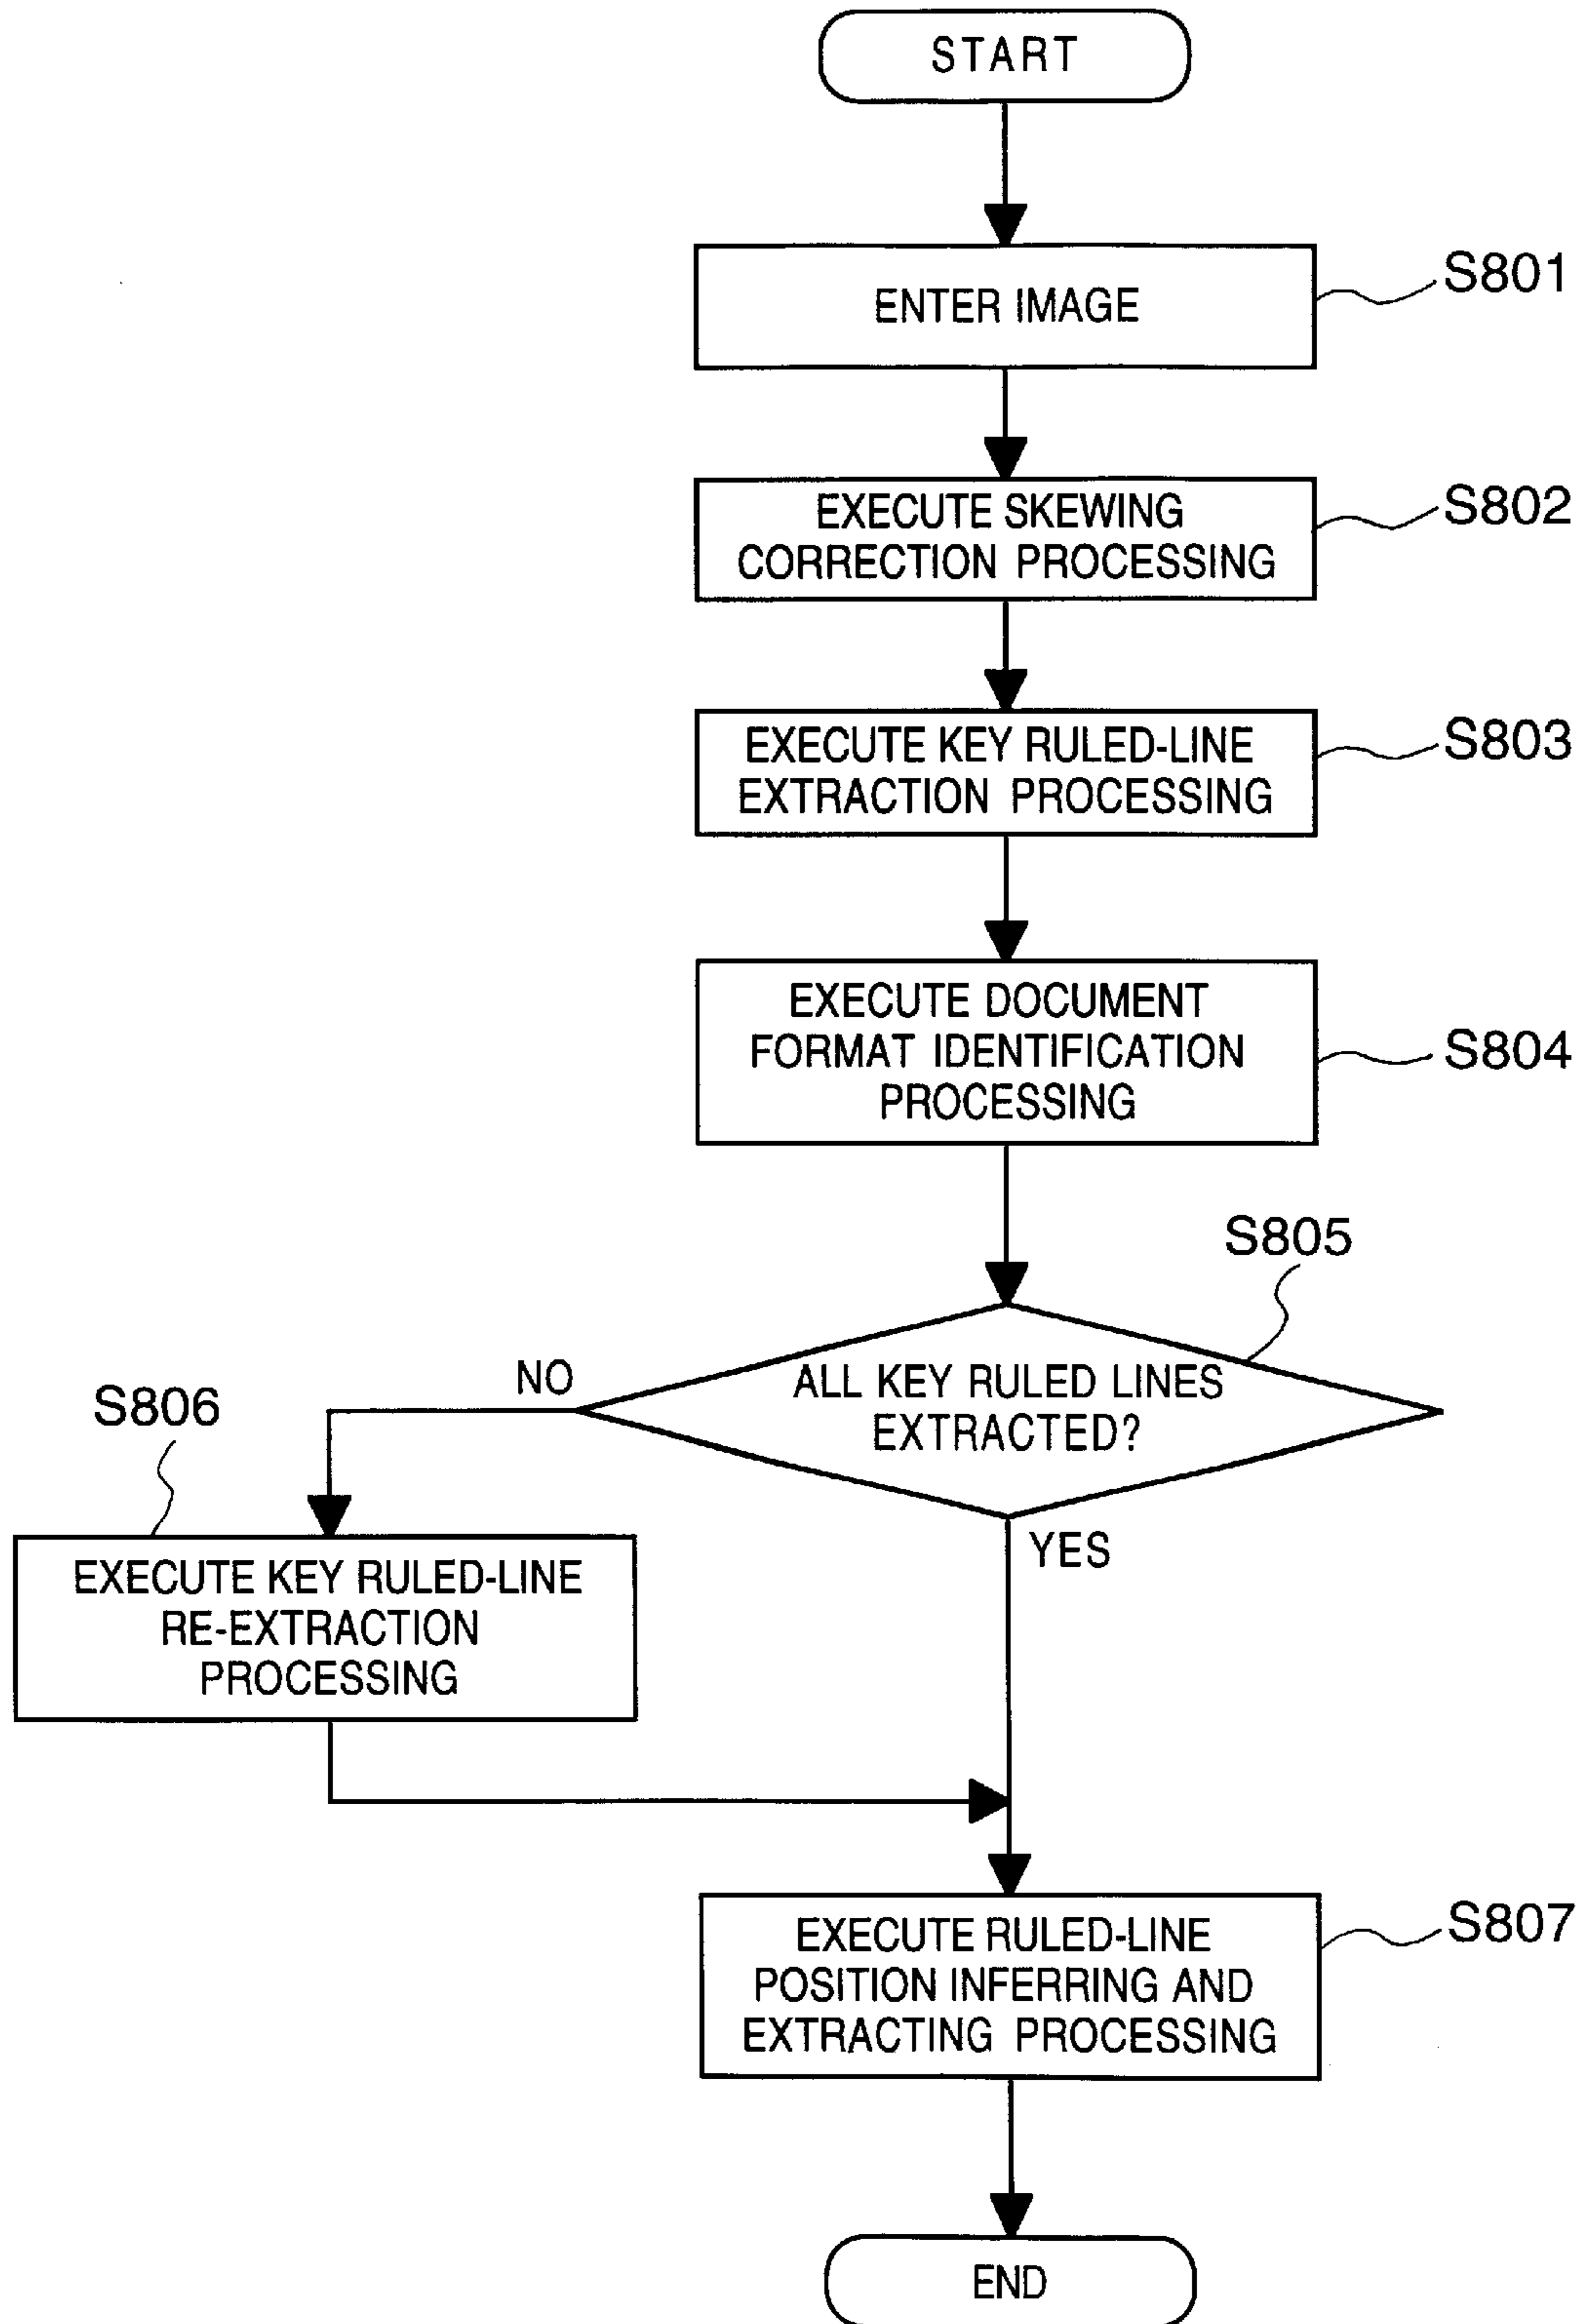 START
ENTER IMAGE
S801
EXECUTE SKEWING
CORRECTION PROCESSING
S802
EXECUTE KEY RULED-LINE
EXTRACTION PROCESSING
S803
EXECUTE DOCUMENT
FORMAT IDENTIFICATION
PROCESSING
S804
S805
ALL KEY RULED LINES
EXTRACTED?
NO
YES
S806
EXECUTE KEY RULED-LINE
RE-EXTRACTION
PROCESSING
EXECUTE RULED-LINE
POSITION INFERRING AND
EXTRACTING PROCESSING
S807
END